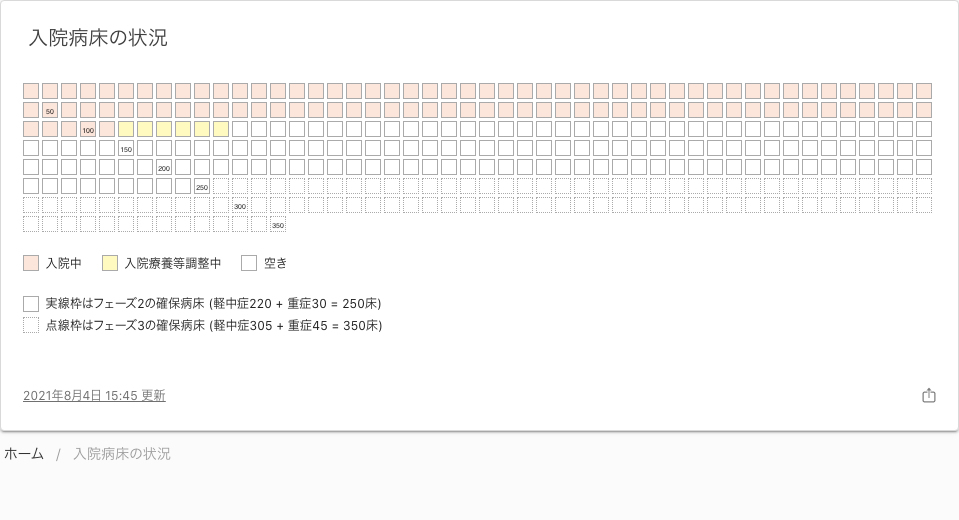 入院病床の状況
50
100
150
200
250
300
350
入院中 入院療養等調整中 空き
実線枠はフェーズ2の確保病床 (軽中症220 + 重症30 = 250床)
点線枠はフェーズ3の確保病床 (軽中症305 + 重症45 = 350床)
2021年8月4日 15:45 更新
ホーム / 入院病床の状況